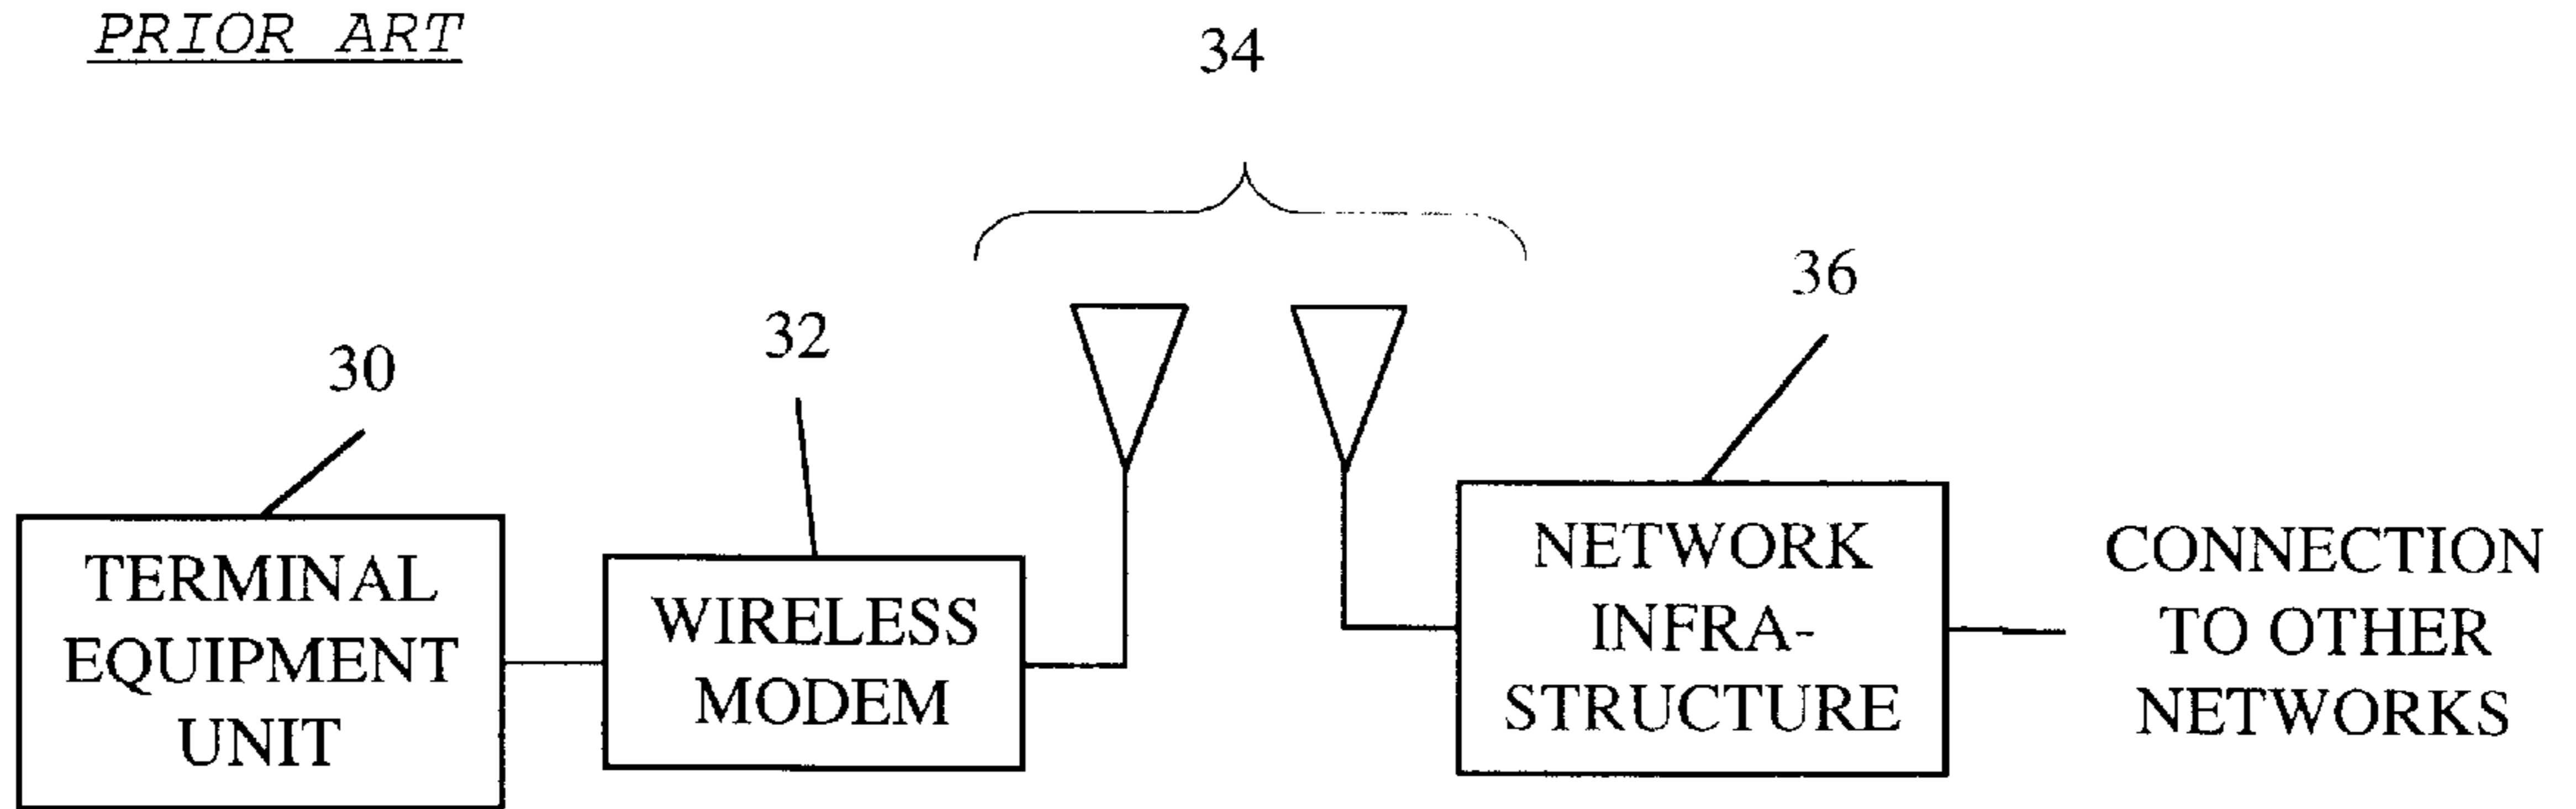 PRIOR ART
34
36
32
30
TERMINAL
EQUIPMENT
UNIT
WIRELESS
MODEM
NETWORK
INFRA-
STRUCTURE
CONNECTION
TO OTHER
NETWORKS